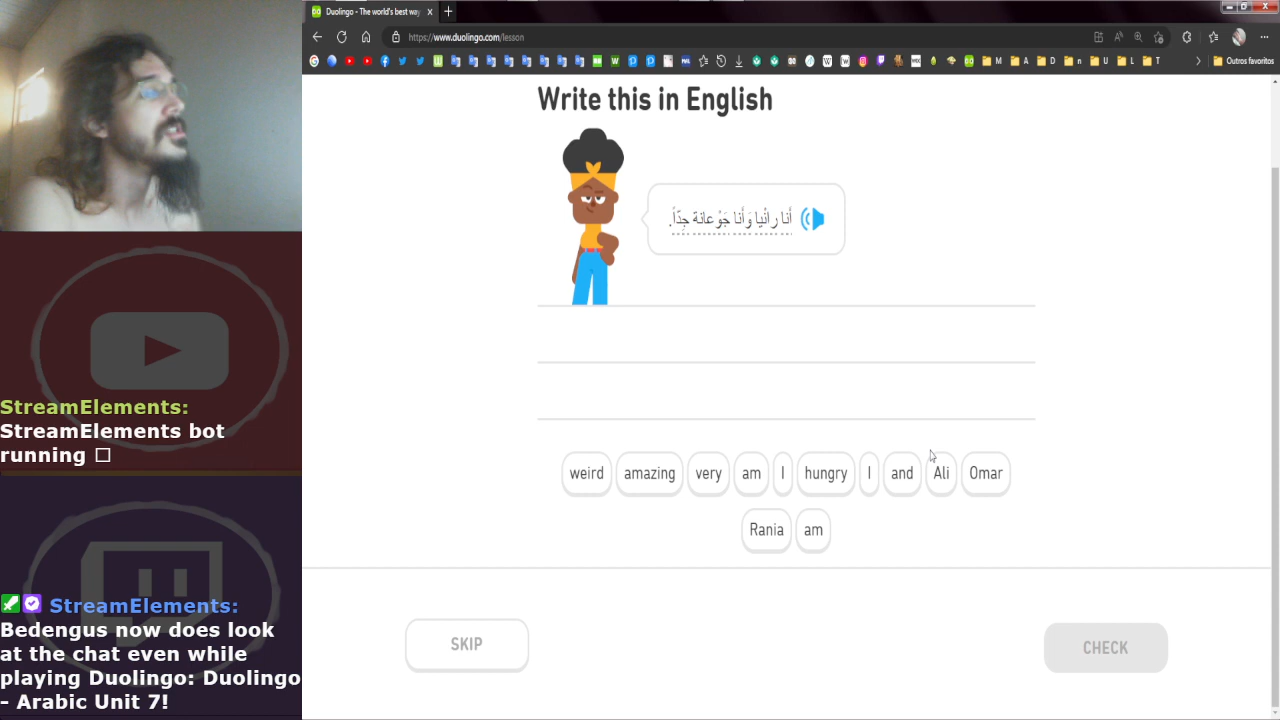 Duolingo - The world's best way
https://www.duolingo.com/lesson
M
A
D
n
U
L
T
Outros favoritos
Write this in English
أَنا رانْيا وَأَنا جَوْعانة جِدّاً.
weird amazing very am I hungry I and Ali Omar
Rania am
SKIP
CHECK
StreamElements:
StreamElements bot
running □
StreamElements:
Bedengus now does look
at the chat even while
playing Duolingo: Duolingo
- Arabic Unit 7!